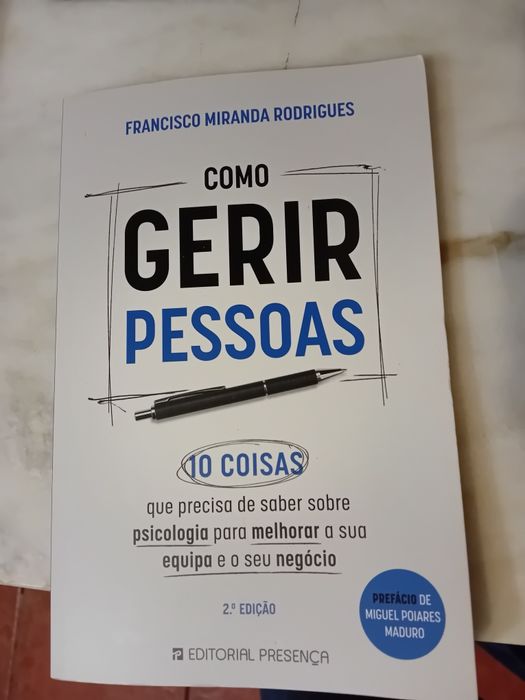 FRANCISCO MIRANDA RODRIGUES
COMO
GERIR
PESSOAS
10 COISAS
que precisa de saber sobre
psicologia para melhorar a sua
equipa e o seu negócio
2.ª EDIÇÃO
PREFÁCIO DE
MIGUEL POIARES
MADURO
EDITORIAL PRESENÇA